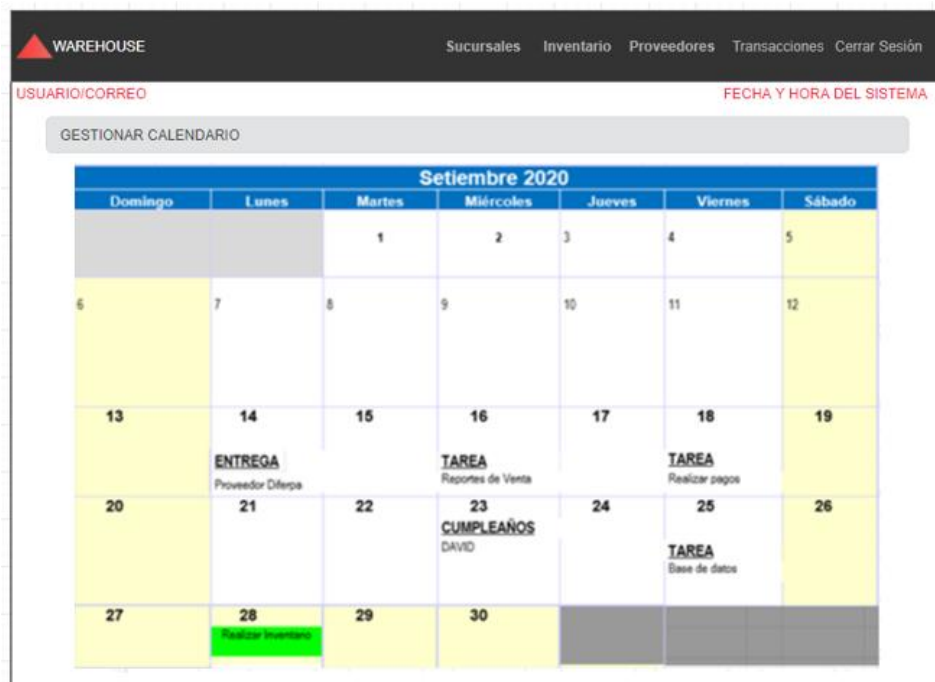 WAREHOUSE Sucursales Inventario Proveedores Transacciones Cerrar Sesión
USUARIO/CORREO FECHA Y HORA DEL SISTEMA
GESTIONAR CALENDARIO
Setiembre 2020
Domingo Lunes Martes Miércoles Jueves Viernes Sábado
1 2 3 4 5
6 7 8 9 10 11 12
13 14 15 16 17 18 19
ENTREGA TAREA TAREA
Proveedor Diferpa Reportes de Venta Realizar pagos
20 21 22 23 24 25 26
CUMPLEAÑOS
DAVID TAREA
Base de datos
27 28 29 30
Realizar Inventario